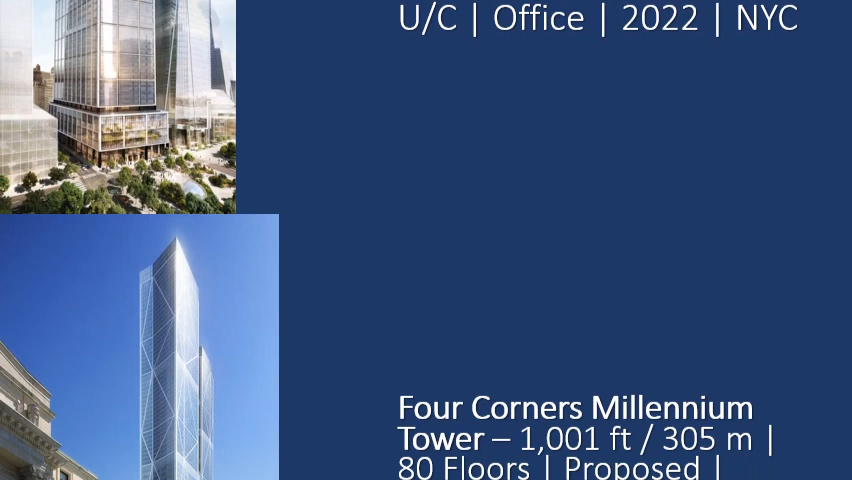 U/C | Office | 2022 | NYC
Four Corners Millennium
Tower – 1,001 ft / 305 m |
80 Floors | Proposed |